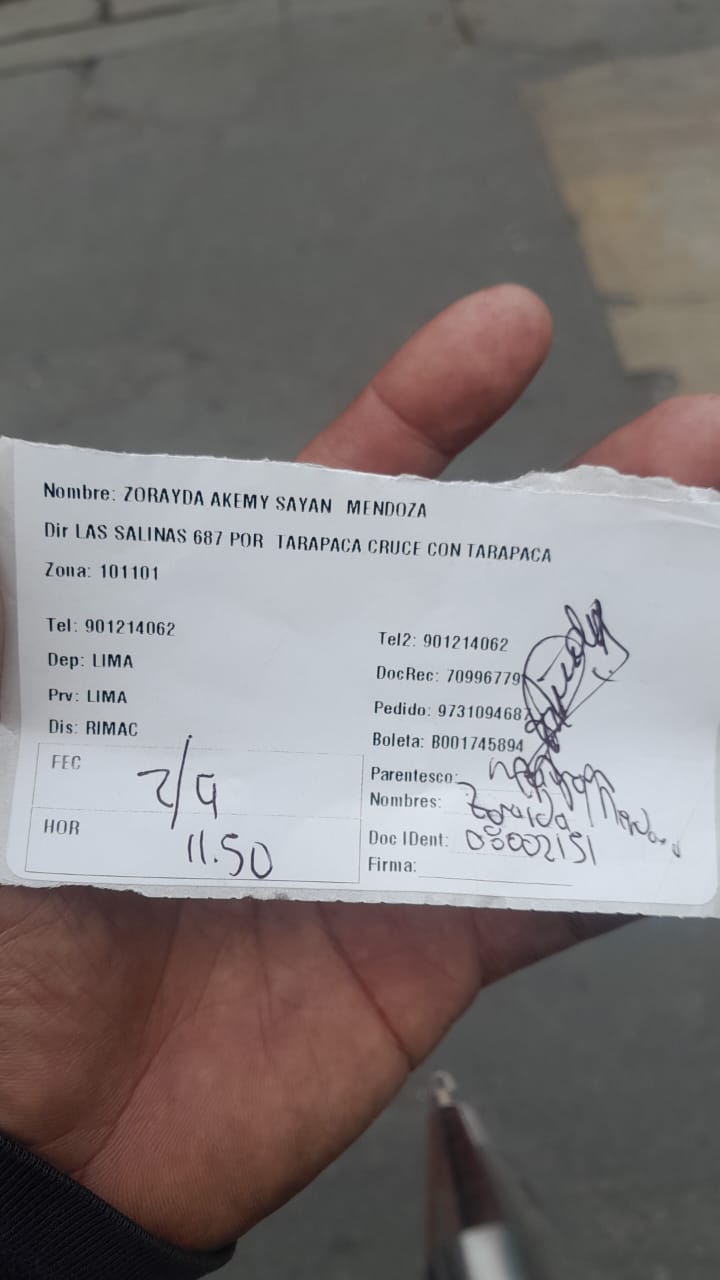 Nombre: ZORAYDA AKEMY SAYAN MENDOZA
Dir LAS SALINAS 687 POR TARAPACA CRUCE CON TARAPACA
Zona: 101101
Tel: 901214062
Tel2: 901214062
Dep: LIMA
DocRec: 70996779
Prv: LIMA
Pedido: 973109468
Dis: RIMAC
Boleta: B001745894
FEC 2/9
Parentesco:
Nombres: Zoraida
HOR 11.50
Doc IDent: 08002151
Firma: